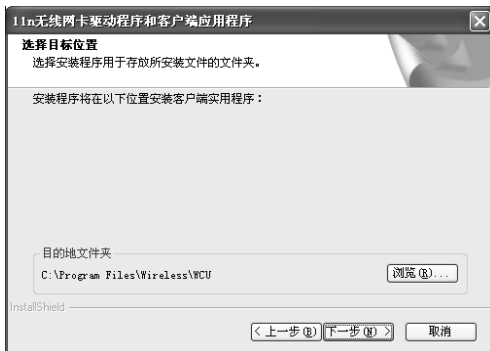 11n无线网卡驱动程序和客户端应用程序
选择目标位置
选择安装程序用于存放所安装文件的文件夹。
安装程序将在以下位置安装客户端实用程序：
目的地文件夹
C:\Program Files\Wireless\WCU
浏览(R)...
InstallShield
< 上一步(B) 下一步(N) > 取消